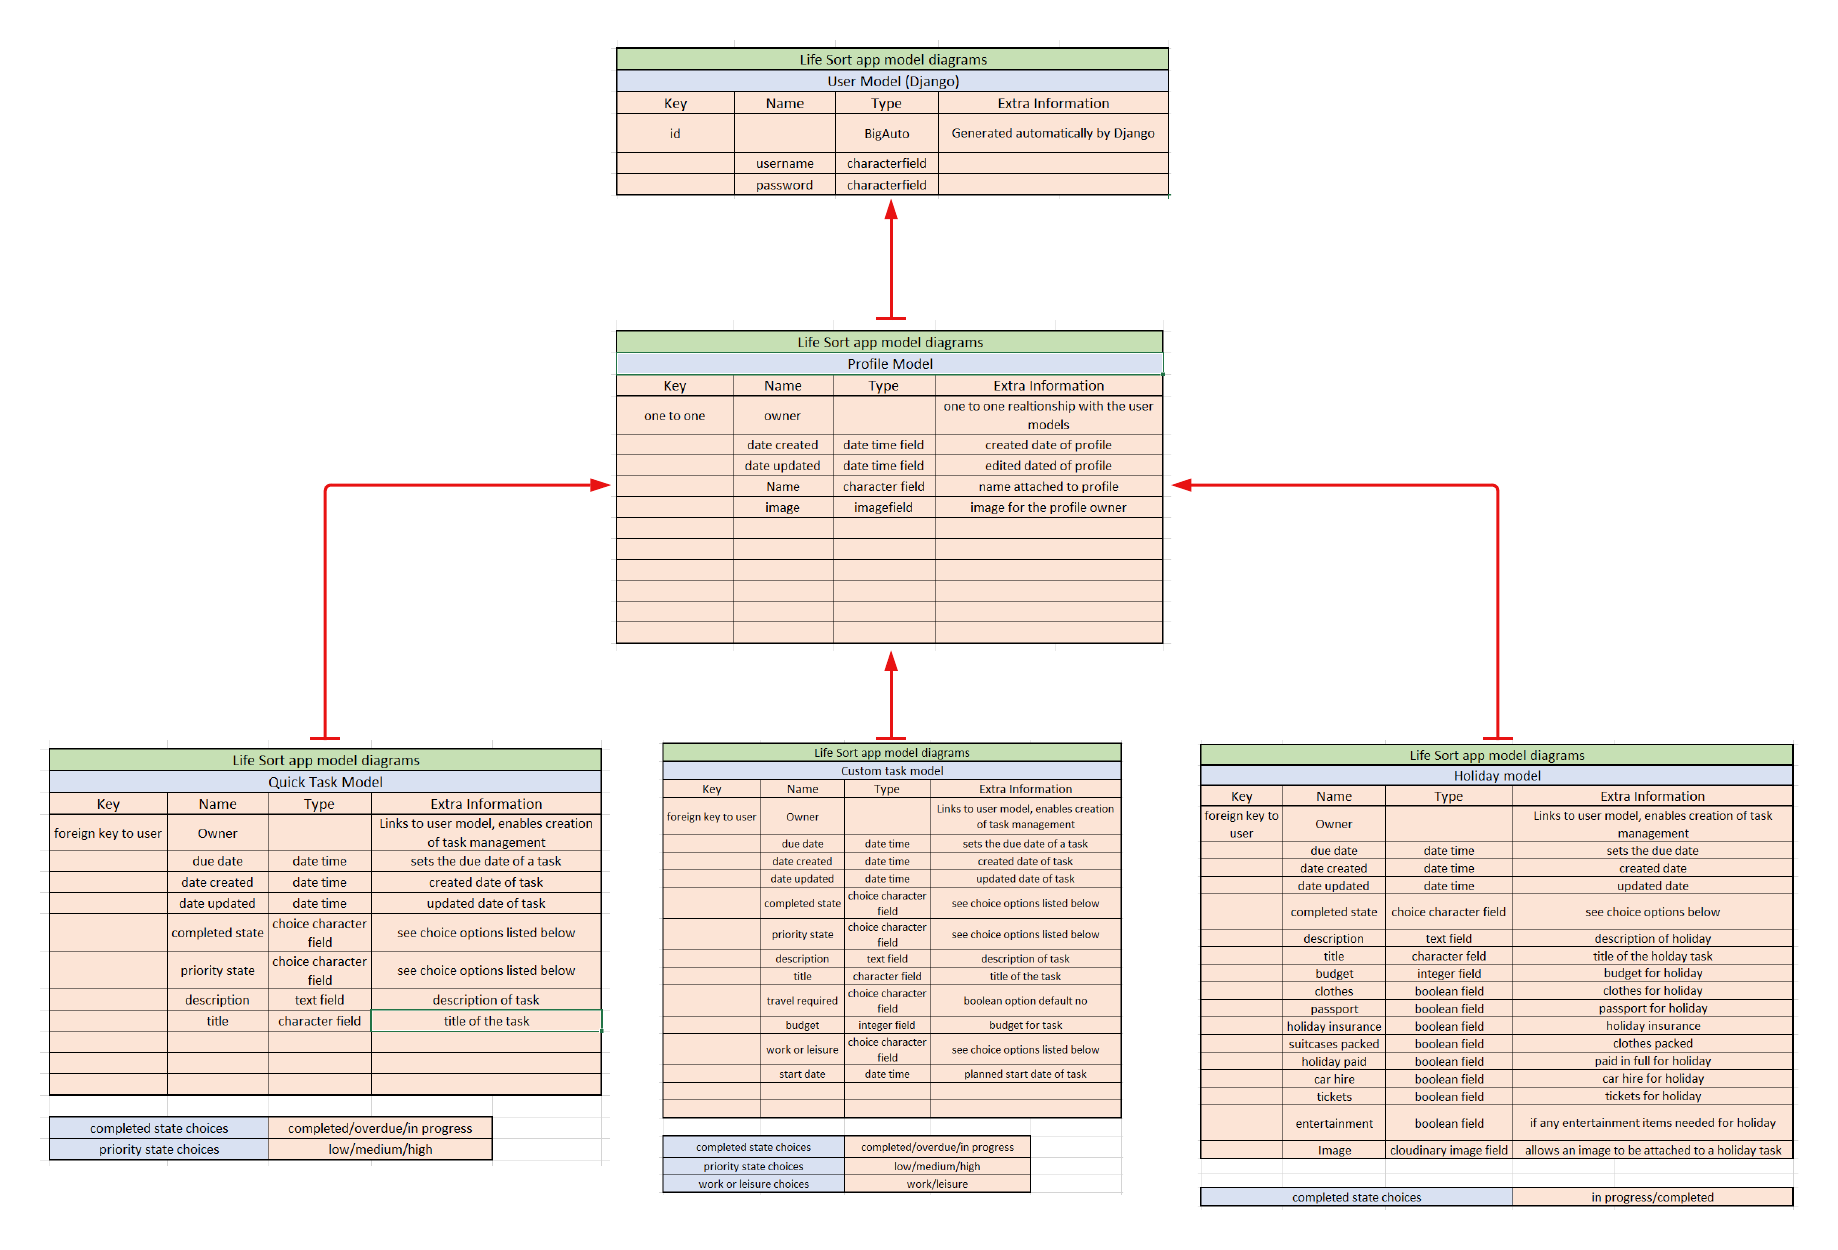 Life Sort app model diagrams
User Model (Django)
Key Name Type Extra Information
id BigAuto Generated automatically by Django
username characterfield
password characterfield
Life Sort app model diagrams
Profile Model
Key Name Type Extra Information
one to one owner one to one realtionship with the user
models
date created date time field created date of profile
date updated date time field edited dated of profile
Name character field name attached to profile
image imagefield image for the profile owner
Life Sort app model diagrams
Quick Task Model
Key Name Type Extra Information
foreign key to user Owner Links to user model, enables creation
of task management
due date date time sets the due date of a task
date created date time created date of task
date updated date time updated date of task
completed state choice character
field see choice options listed below
priority state choice character
field see choice options listed below
description text field description of task
title character field title of the task
completed state choices completed/overdue/in progress
priority state choices low/medium/high
Life Sort app model diagrams
Custom task model
Key Name Type Extra Information
foreign key to user Owner Links to user model, enables creation
of task management
due date date time sets the due date of a task
date created date time created date of task
date updated date time updated date of task
completed state choice character
field see choice options listed below
priority state choice character
field see choice options listed below
description text field description of task
title character field title of the task
travel required choice character
field boolean option default no
budget integer field budget for task
work or leisure choice character
field see choice options listed below
start date date time planned start date of task
completed state choices completed/overdue/in progress
priority state choices low/medium/high
work or leisure choices work/leisure
Life Sort app model diagrams
Holiday model
Key Name Type Extra Information
foreign key to
user Owner Links to user model, enables creation of task
management
due date date time sets the due date
date created date time created date
date updated date time updated date
completed state choice character field see choice options below
description text field description of holiday
title character feld title of the holday task
budget integer field budget for holiday
clothes boolean field clothes for holiday
passport boolean field passport for holiday
holiday insurance boolean field holiday insurance
suitcases packed boolean field clothes packed
holiday paid boolean field paid in full for holiday
car hire boolean field car hire for holiday
tickets boolean field tickets for holiday
entertainment boolean field if any entertainment items needed for holiday
Image cloudinary image field allows an image to be attached to a holiday task
completed state choices in progress/completed